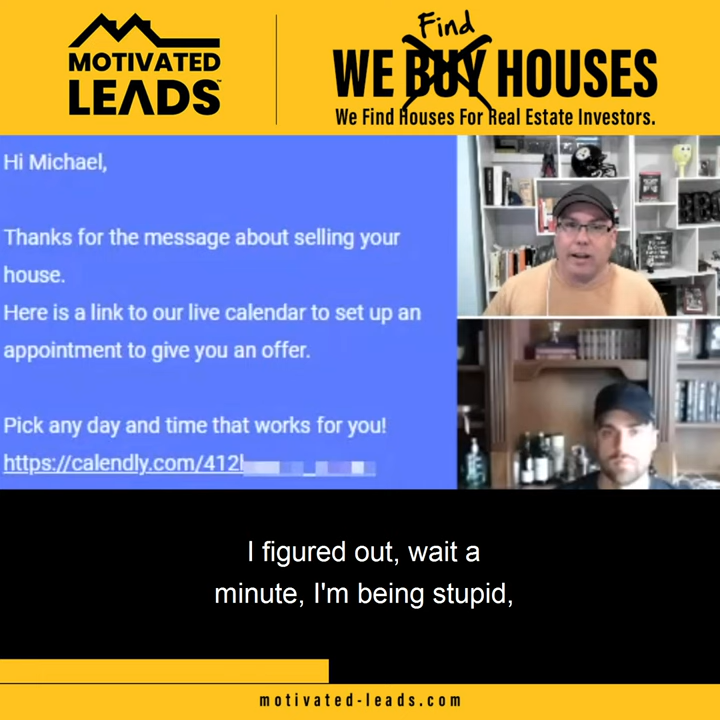 MOTIVATED
LEADS™
Find
WE BUY HOUSES
We Find Houses For Real Estate Investors.
Hi Michael,
Thanks for the message about selling your
house.
Here is a link to our live calendar to set up an
appointment to give you an offer.
Pick any day and time that works for you!
https://calendly.com/412l
I figured out, wait a
minute, I'm being stupid,
motivated-leads.com